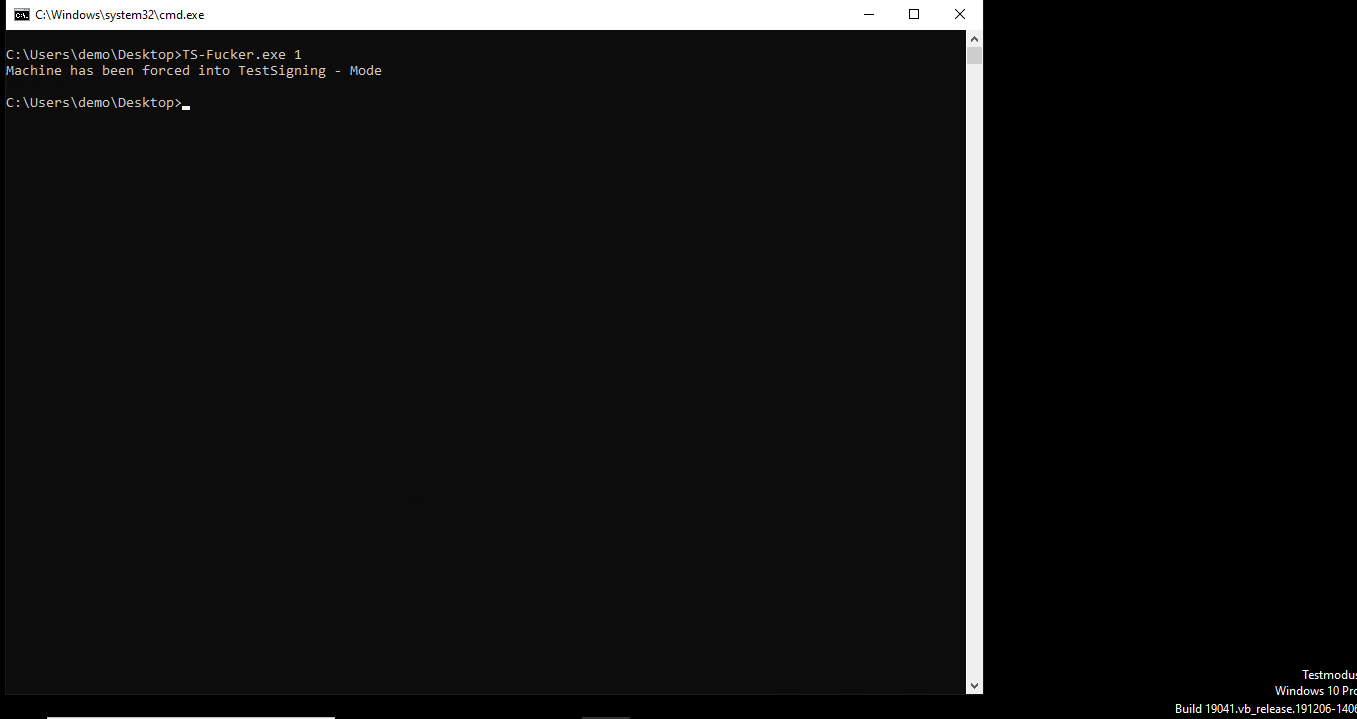 C:\Windows\system32\cmd.exe
C:\Users\demo\Desktop>TS-Fucker.exe 1
Machine has been forced into TestSigning - Mode
C:\Users\demo\Desktop>
Testmodus
Windows 10 Pro
Build 19041.vb_release.191206-1406